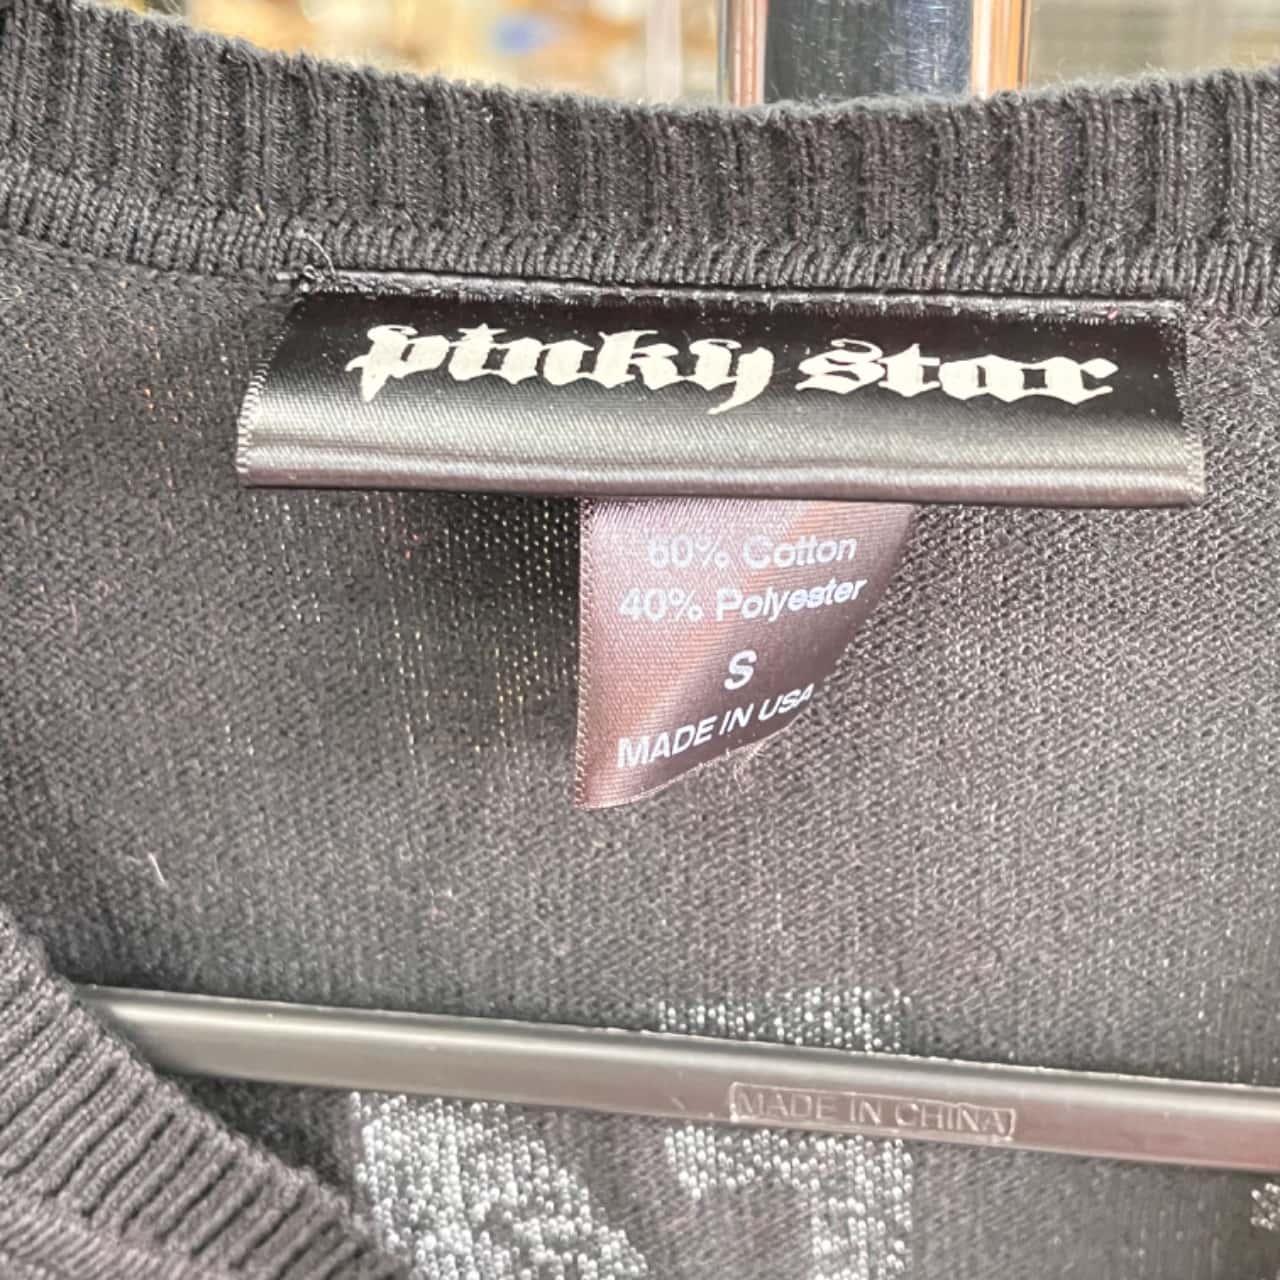 pinky star
60% Cotton
40% Polyester
S
MADE IN USA
MADE IN CHINA